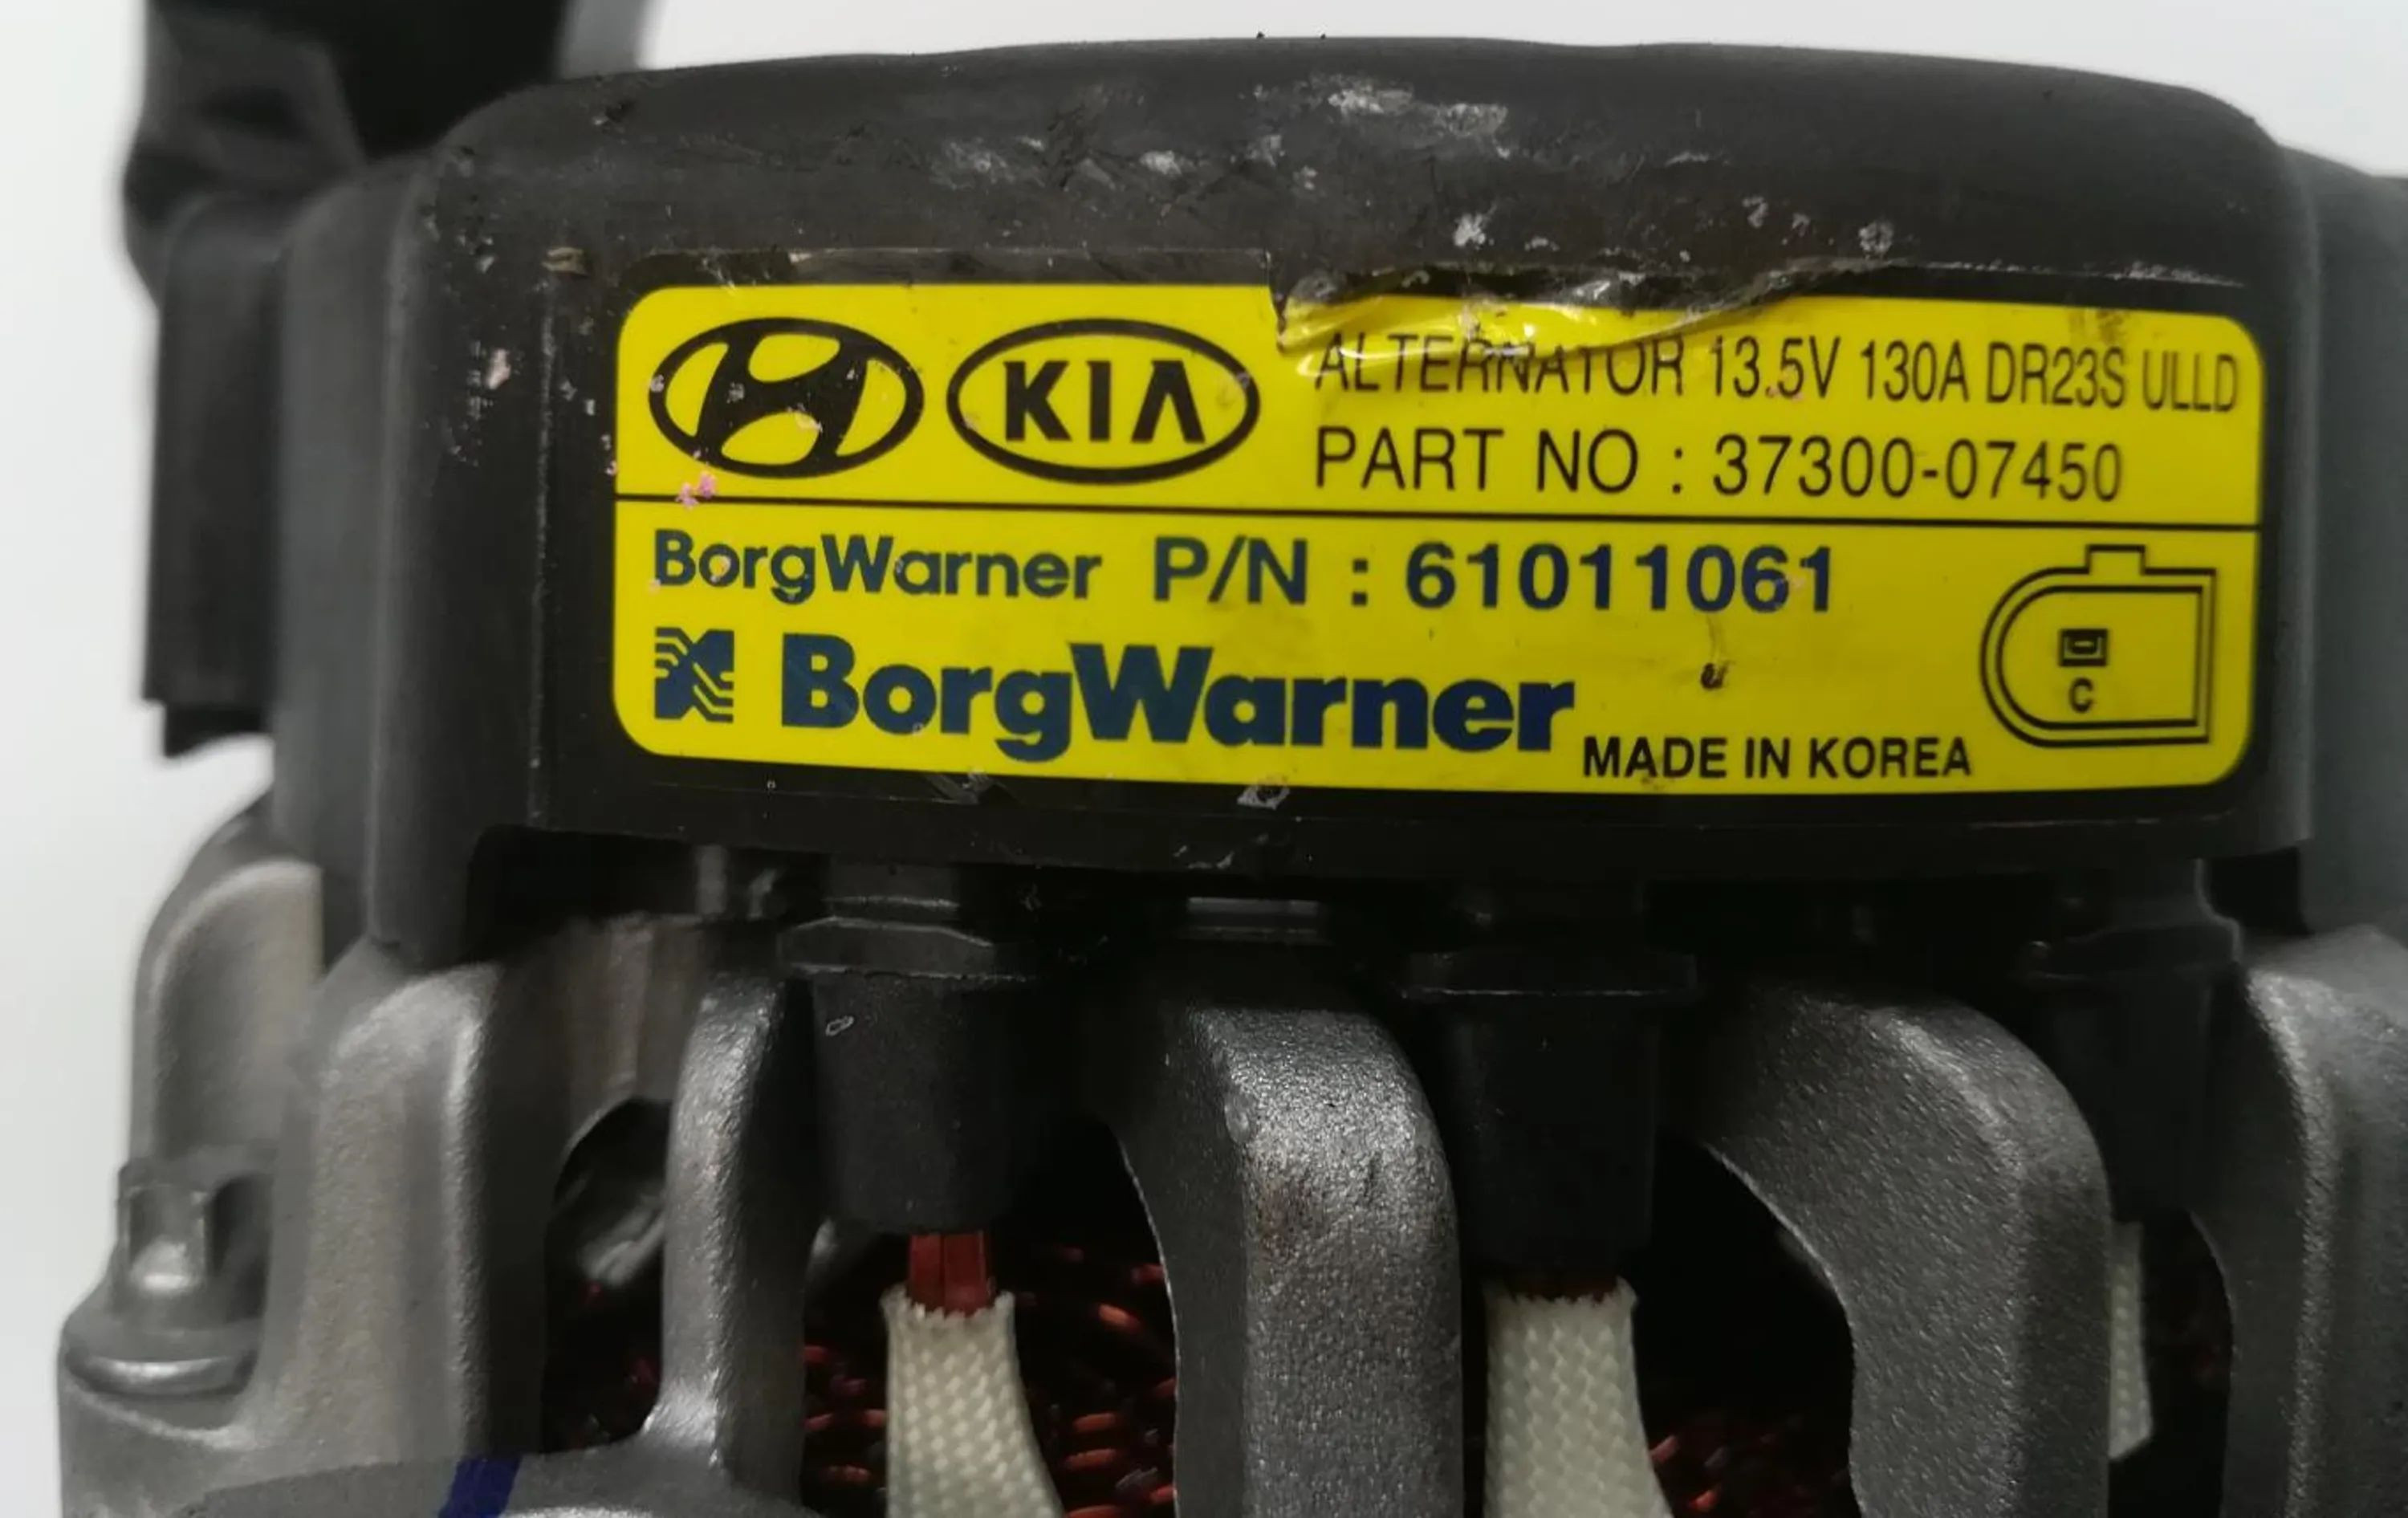 KIA
ALTERNATOR 13.5V 130A DR23S ULLD
PART NO : 37300-07450
BorgWarner P/N : 61011061
BorgWarner
MADE IN KOREA
C